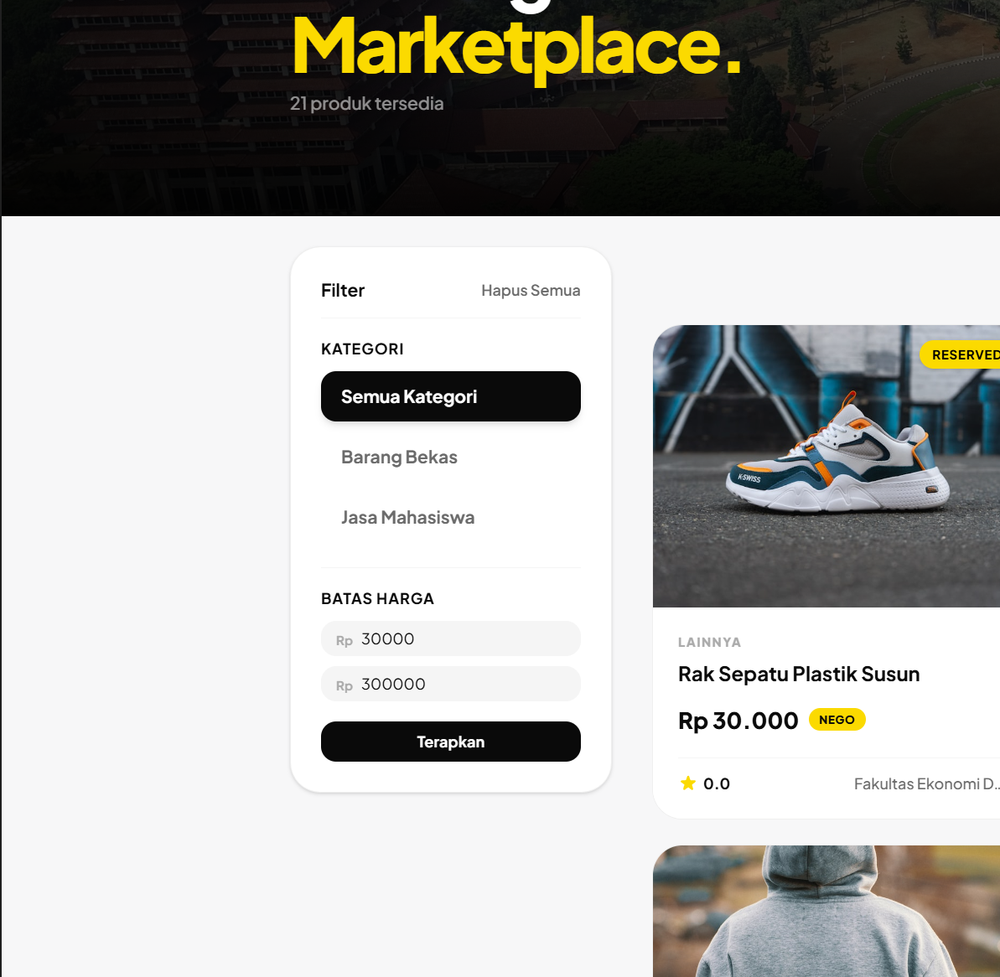 Marketplace.
21 produk tersedia
Filter
Hapus Semua
KATEGORI
Semua Kategori
Barang Bekas
Jasa Mahasiswa
BATAS HARGA
Rp 30000
Rp 300000
Terapkan
RESERVED
K-SWISS
LAINNYA
Rak Sepatu Plastik Susun
Rp 30.000 NEGO
0.0
Fakultas Ekonomi D...